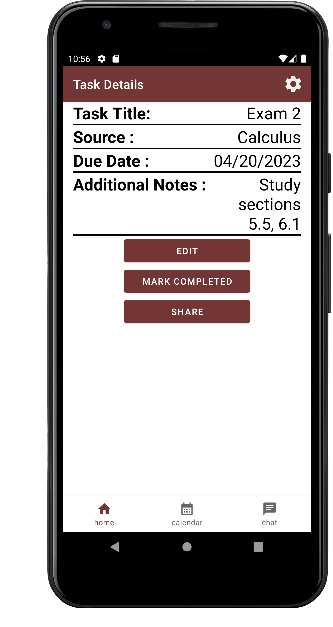 10:56
Task Details
Task Title: Exam 2
Source : Calculus
Due Date : 04/20/2023
Additional Notes : Study
sections
5.5, 6.1
EDIT
MARK COMPLETED
SHARE
home calendar chat